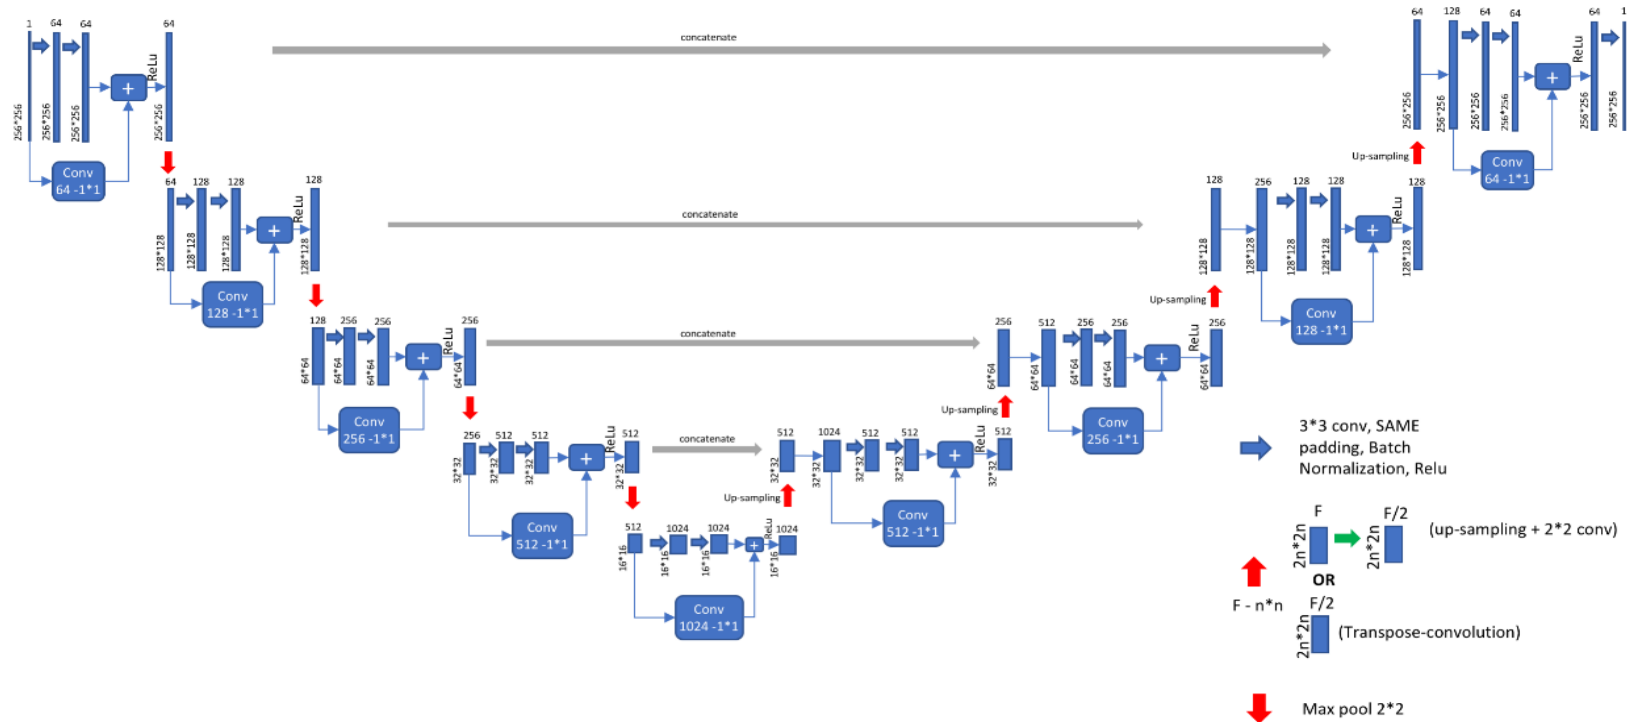 1
64
64
ReLu
64
256*256
256*256
256*256
256*256
Conv
64 -1*1
+
concatenate
64
128
64
64
ReLu
64
1
256*256
256*256
256*256
256*256
256*256
256*256
+
Conv
64 -1*1
Up-sampling
64
128
128
ReLu
128
128*128
128*128
128*128
128*128
+
Conv
128 -1*1
concatenate
128
256
128
128
ReLu
128
128*128
128*128
128*128
128*128
128*128
+
Conv
128 -1*1
Up-sampling
128
256
256
ReLu
256
64*64
64*64
64*64
64*64
+
Conv
256 -1*1
concatenate
256
512
256
256
ReLu
256
64*64
64*64
64*64
64*64
64*64
+
Conv
256 -1*1
Up-sampling
256
512
512
ReLu
512
32*32
32*32
32*32
32*32
+
Conv
512 -1*1
concatenate
512
1024
512
512
ReLu
512
32*32
32*32
32*32
32*32
32*32
+
Conv
512 -1*1
Up-sampling
512
1024
1024
ReLu
1024
16*16
16*16
16*16
16*16
+
Conv
1024 -1*1
3*3 conv, SAME
padding, Batch
Normalization, Relu
F
F/2
2n*2n
2n*2n
(up-sampling + 2*2 conv)
OR
F - n*n
F/2
2n*2n
(Transpose-convolution)
Max pool 2*2